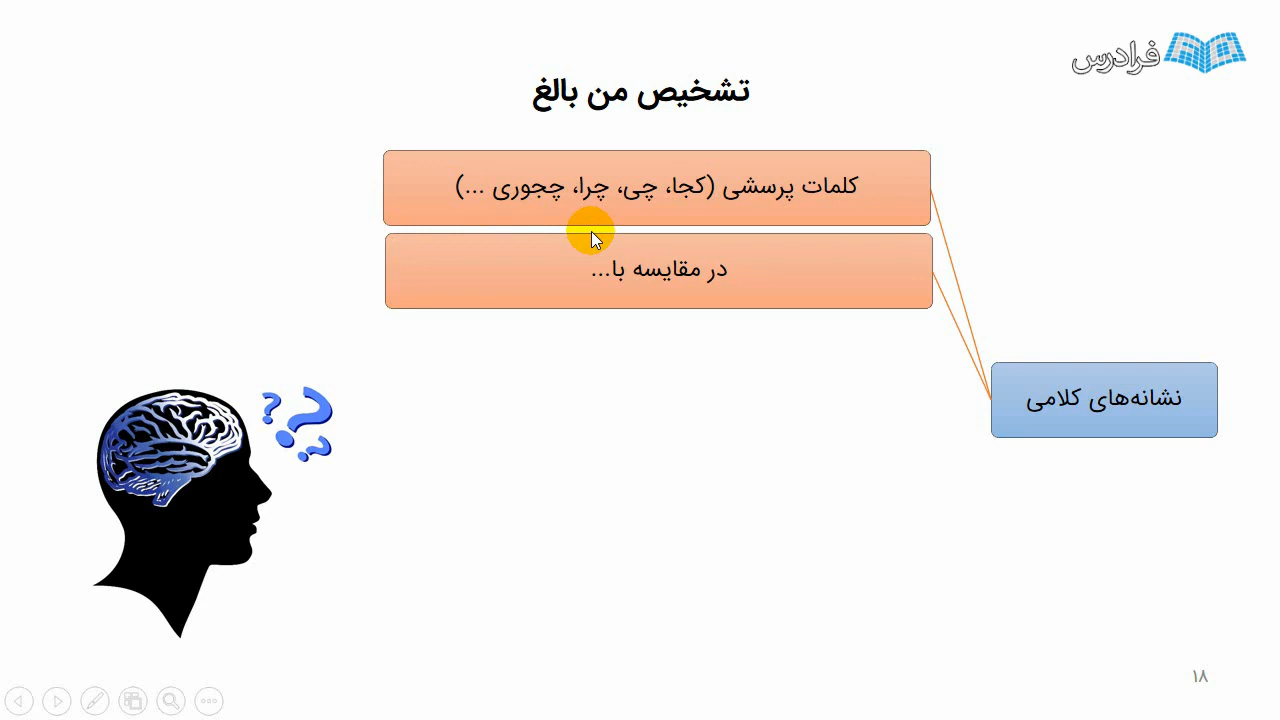 فرادرس
تشخیص من بالغ
کلمات پرسشی (کجا، چی، چرا، چجوری ...)
در مقایسه با...
نشانه‌های کلامی
۱۸